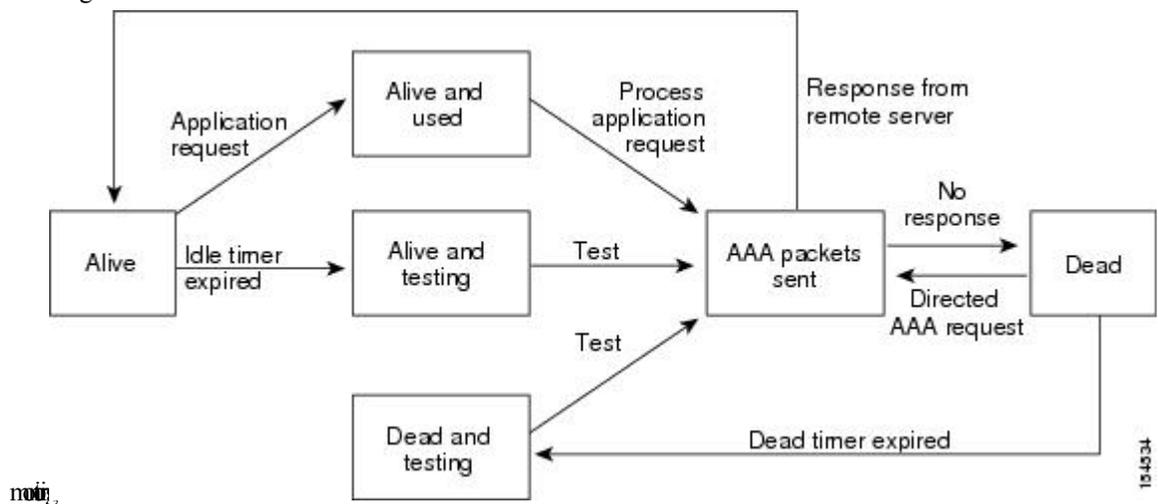 Alive and
used
Application
request
Process
application
request
Response from
remote server
Alive
Idle timer
expired
Alive and
testing
Test
AAA packets
sent
No
response
Directed
AAA request
Dead
Test
Dead and
testing
Dead timer expired
184534